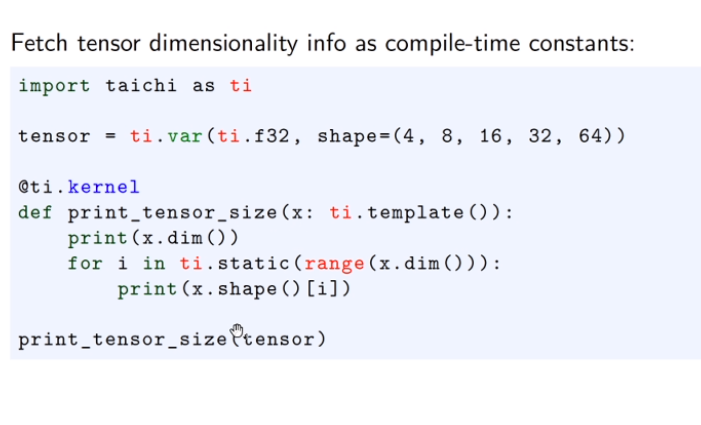 Fetch tensor dimensionality info as compile-time constants:
import taichi as ti
tensor = ti.var(ti.f32, shape=(4, 8, 16, 32, 64))
@ti.kernel
def print_tensor_size(x: ti.template()):
    print(x.dim())
    for i in ti.static(range(x.dim())):
        print(x.shape()[i])
print_tensor_size(tensor)